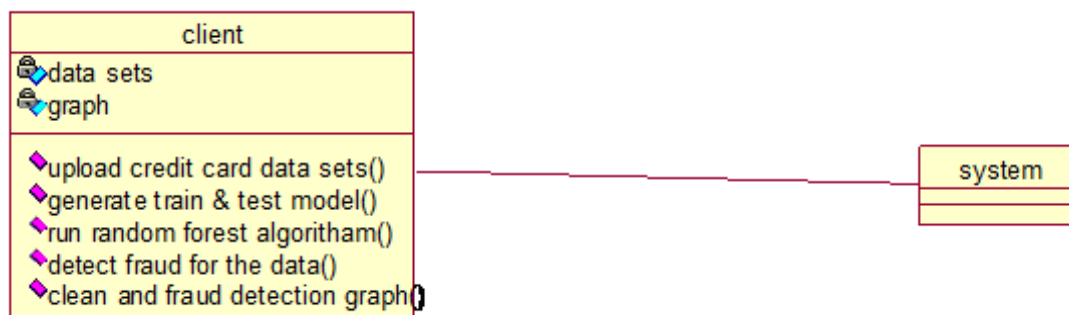 client
data sets
graph
upload credit card data sets()
generate train & test model()
run random forest algoritham()
detect fraud for the data()
clean and fraud detection graph()
system